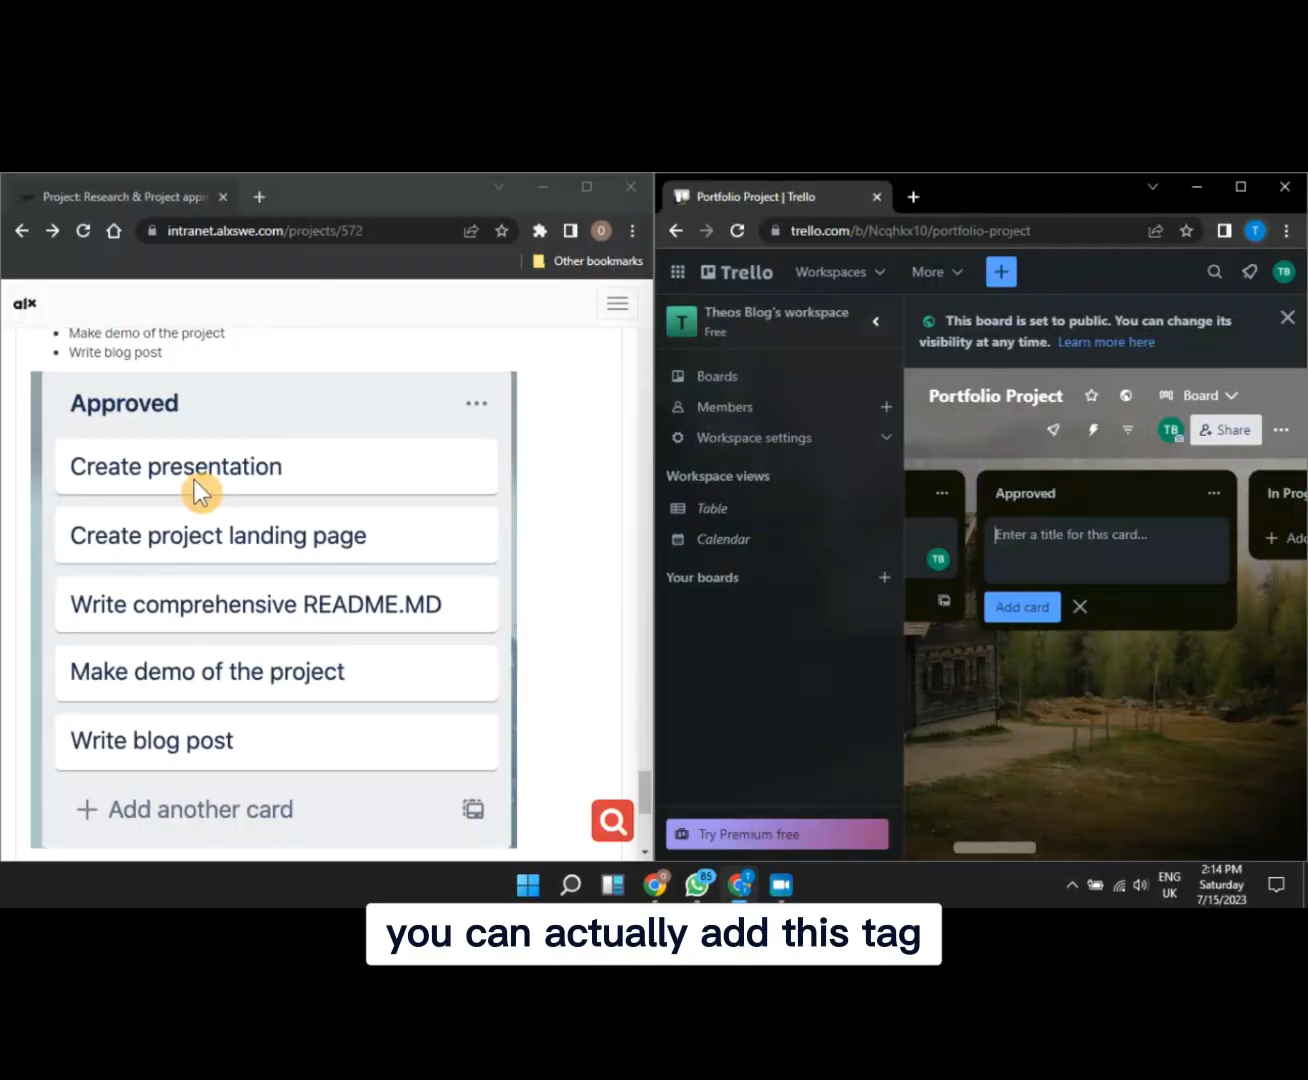 Project: Research & Project appr
intranet.alxswe.com/projects/572
O
Other bookmarks
alx
Make demo of the project
Write blog post
Approved
Create presentation
Create project landing page
Write comprehensive README.MD
Make demo of the project
Write blog post
+ Add another card
Portfolio Project | Trello
trello.com/b/Ncqhkx10/portfolio-project
T
Trello
Workspaces
More
TB
T
Theos Blog's workspace
Free
Boards
Members
Workspace settings
Workspace views
Table
Calendar
Your boards
Try Premium free
This board is set to public. You can change its
visibility at any time. Learn more here
Portfolio Project
Board
TB
Share
TB
Approved
Enter a title for this card...
Add card
In Prog
+ Add
85
ENG
UK
2:14 PM
Saturday
7/15/2023
you can actually add this tag